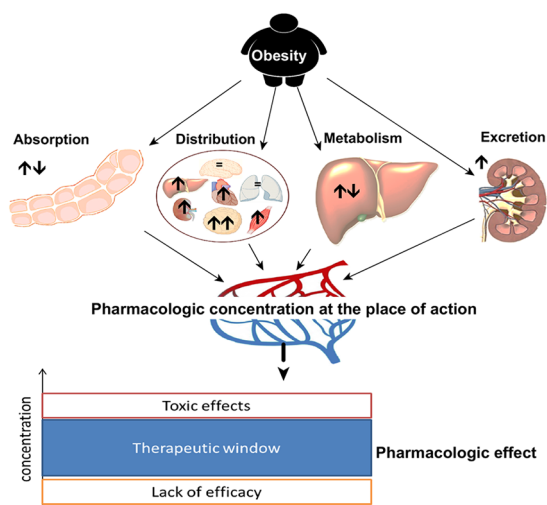 Obesity
Absorption
Distribution
Metabolism
Excretion
=
=
Pharmacologic concentration at the place of action
concentration
Toxic effects
Therapeutic window
Pharmacologic effect
Lack of efficacy